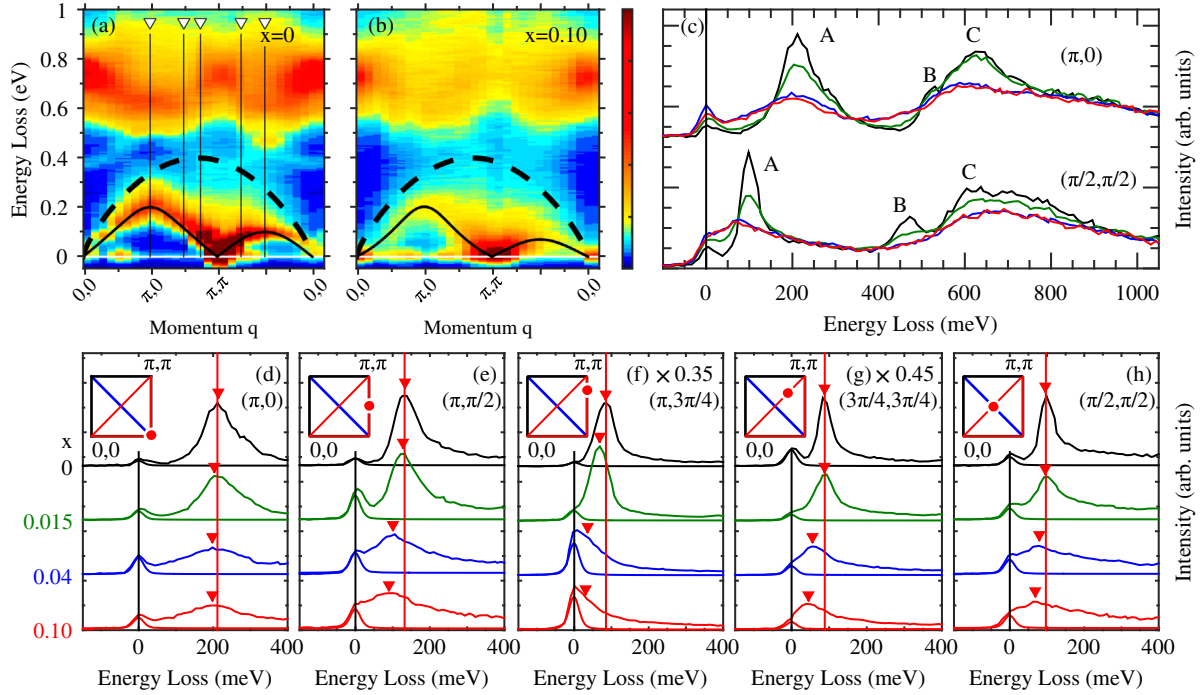 (a)
x=0
(b)
x=0.10
1
0.8
0.6
0.4
0.2
0
Energy Loss (eV)
0,0
π,0
π,π
0,0
Momentum q
0,0
π,0
π,π
0,0
Momentum q
(c)
A
B
C
(π,0)
A
B
C
(π/2,π/2)
0
200
400
600
800
1000
Energy Loss (meV)
Intensity (arb. units)
π,π
(d)
(π,0)
0,0
π,π
(e)
(π,π/2)
0,0
π,π
(f) × 0.35
(π,3π/4)
0,0
π,π
(g) × 0.45
(3π/4,3π/4)
0,0
π,π
(h)
(π/2,π/2)
0,0
x
0
0.015
0.04
0.10
0
200
400
Energy Loss (meV)
0
200
400
Energy Loss (meV)
0
200
400
Energy Loss (meV)
0
200
400
Energy Loss (meV)
0
200
400
Energy Loss (meV)
Intensity (arb. units)